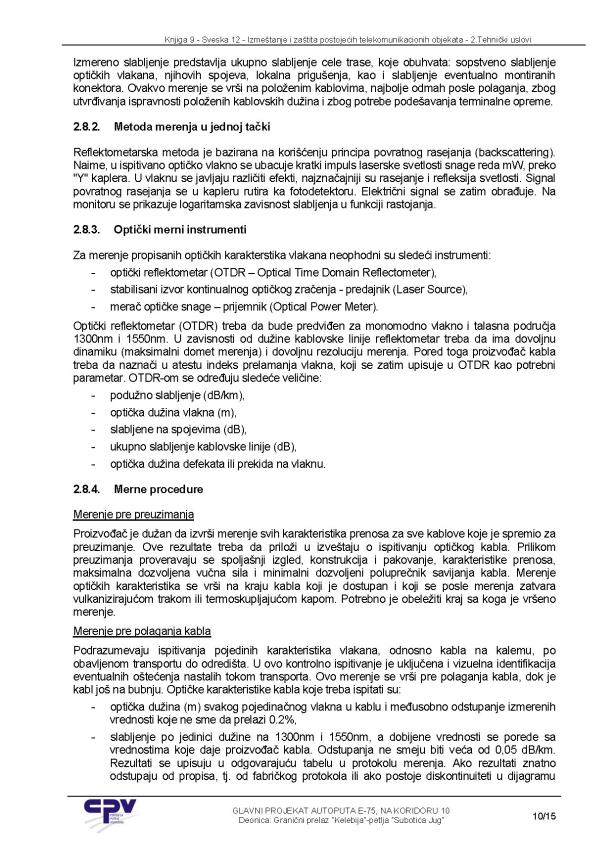 Knjiga 9 - Sveska 12 - Izmeštanje i zaštita postojećih telekomunikacionih objekata - 2.Tehnički uslovi
Izmereno slabljenje predstavlja ukupno slabljenje cele trase, koje obuhvata: sopstveno slabljenje
optičkih vlakana, njihovih spojeva, lokalna prigušenja, kao i slabljenje eventualno montiranih
konektora. Ovakvo merenje se vrši na položenim kablovima, najbolje odmah posle polaganja, zbog
utvrđivanja ispravnosti položenih kablovskih dužina i zbog potrebe podešavanja terminalne opreme.
2.8.2. Metoda merenja u jednoj tački
Reflektometarska metoda je bazirana na korišćenju principa povratnog rasejanja (backscattering).
Naime, u ispitivano optičko vlakno se ubacuje kratki impuls laserske svetlosti snage reda mW, preko
"Y" kaplera. U vlaknu se javljaju različiti efekti, najznačajniji su rasejanje i refleksija svetlosti. Signal
povratnog rasejanja se u kapleru rutira ka fotodetektoru. Električni signal se zatim obrađuje. Na
monitoru se prikazuje logaritamska zavisnost slabljenja u funkciji rastojanja.
2.8.3. Optički merni instrumenti
Za merenje propisanih optičkih karakterstika vlakana neophodni su sledeći instrumenti:
- optički reflektometar (OTDR – Optical Time Domain Reflectometer),
- stabilisani izvor kontinualnog optičkog zračenja - predajnik (Laser Source),
- merač optičke snage – prijemnik (Optical Power Meter).
Optički reflektometar (OTDR) treba da bude predviđen za monomodno vlakno i talasna područja
1300nm i 1550nm. U zavisnosti od dužine kablovske linije reflektometar treba da ima dovoljnu
dinamiku (maksimalni domet merenja) i dovoljnu rezoluciju merenja. Pored toga proizvođač kabla
treba da naznači u atestu indeks prelamanja vlakna, koji se zatim upisuje u OTDR kao potrebni
parametar. OTDR-om se određuju sledeće veličine:
- podužno slabljenje (dB/km),
- optička dužina vlakna (m),
- slabljene na spojevima (dB),
- ukupno slabljenje kablovske linije (dB),
- optička dužina defekata ili prekida na vlaknu.
2.8.4. Merne procedure
Merenje pre preuzimanja
Proizvođač je dužan da izvrši merenje svih karakteristika prenosa za sve kablove koje je spremio za
preuzimanje. Ove rezultate treba da priloži u izveštaju o ispitivanju optičkog kabla. Prilikom
preuzimanja proveravaju se spoljašnji izgled, konstrukcija i pakovanje, karakteristike prenosa,
maksimalna dozvoljena vučna sila i minimalni dozvoljeni poluprečnik savijanja kabla. Merenje
optičkih karakteristika se vrši na kraju kabla koji je dostupan i koji se posle merenja zatvara
vulkanizirajućom trakom ili termoskupljajućom kapom. Potrebno je obeležiti kraj sa koga je vršeno
merenje.
Merenje pre polaganja kabla
Podrazumevaju ispitivanja pojedinih karakteristika vlakana, odnosno kabla na kalemu, po
obavljenom transportu do odredišta. U ovo kontrolno ispitivanje je uključena i vizuelna identifikacija
eventualnih oštećenja nastalih tokom transporta. Ovo merenje se vrši pre polaganja kabla, dok je
kabl još na bubnju. Optičke karakteristike kabla koje treba ispitati su:
- optička dužina (m) svakog pojedinačnog vlakna u kablu i međusobno odstupanje izmerenih
vrednosti koje ne sme da prelazi 0.2%,
- slabljenje po jedinici dužine na 1300nm i 1550nm, a dobijene vrednosti se porede sa
vrednostima koje daje proizvođač kabla. Odstupanja ne smeju biti veća od 0,05 dB/km.
Rezultati se upisuju u odgovarajuću tabelu u protokolu merenja. Ako rezultati znatno
odstupaju od propisa, tj. od fabričkog protokola ili ako postoje diskontinuiteti u dijagramu
CPV
GLAVNI PROJEKAT AUTOPUTA E-75, NA KORIDORU 10
Deonica: Granični prelaz "Kelebija"-petlja "Subotica Jug"
10/15